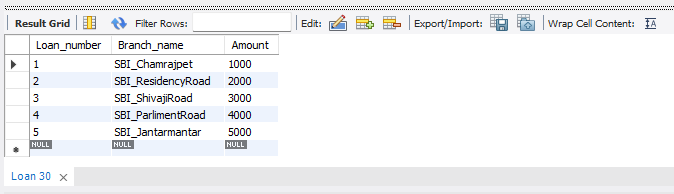 Result Grid Filter Rows: Edit: Export/Import: Wrap Cell Content: IA
Loan_number Branch_name Amount
1 SBI_Chamrajpet 1000
2 SBI_ResidencyRoad 2000
3 SBI_ShivajiRoad 3000
4 SBI_ParlimentRoad 4000
5 SBI_Jantarmantar 5000
NULL NULL NULL
Loan 30